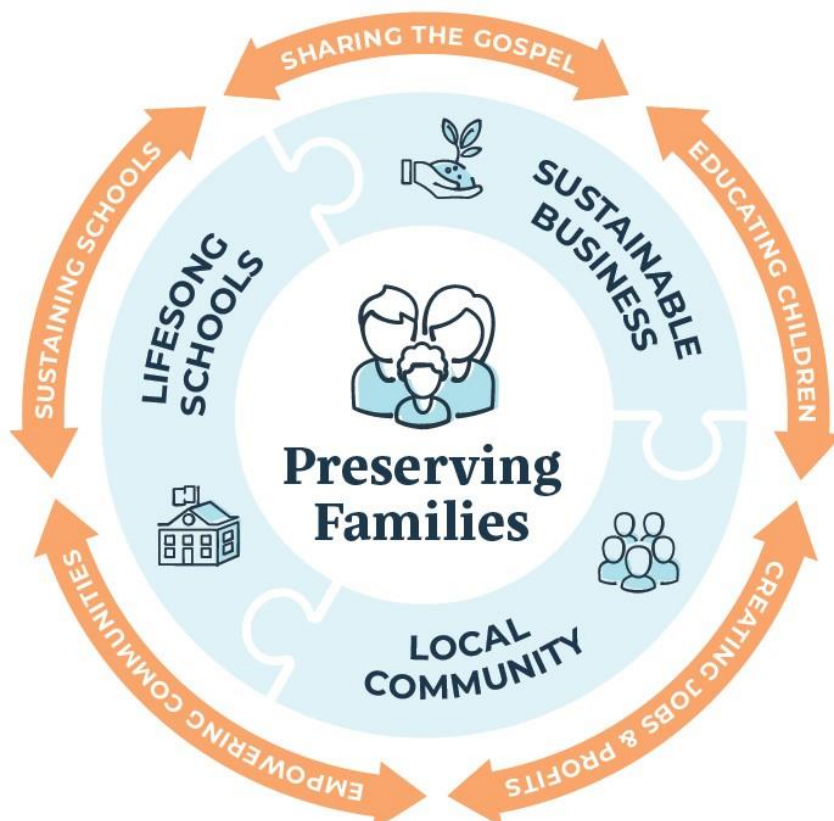 SHARING THE GOSPEL
EDUCATING CHILDREN
CREATING JOBS & PROFITS
EMPOWERING COMMUNITIES
SUSTAINING SCHOOLS
SUSTAINABLE
BUSINESS
LOCAL
COMMUNITY
LIFESONG
SCHOOLS
Preserving
Families